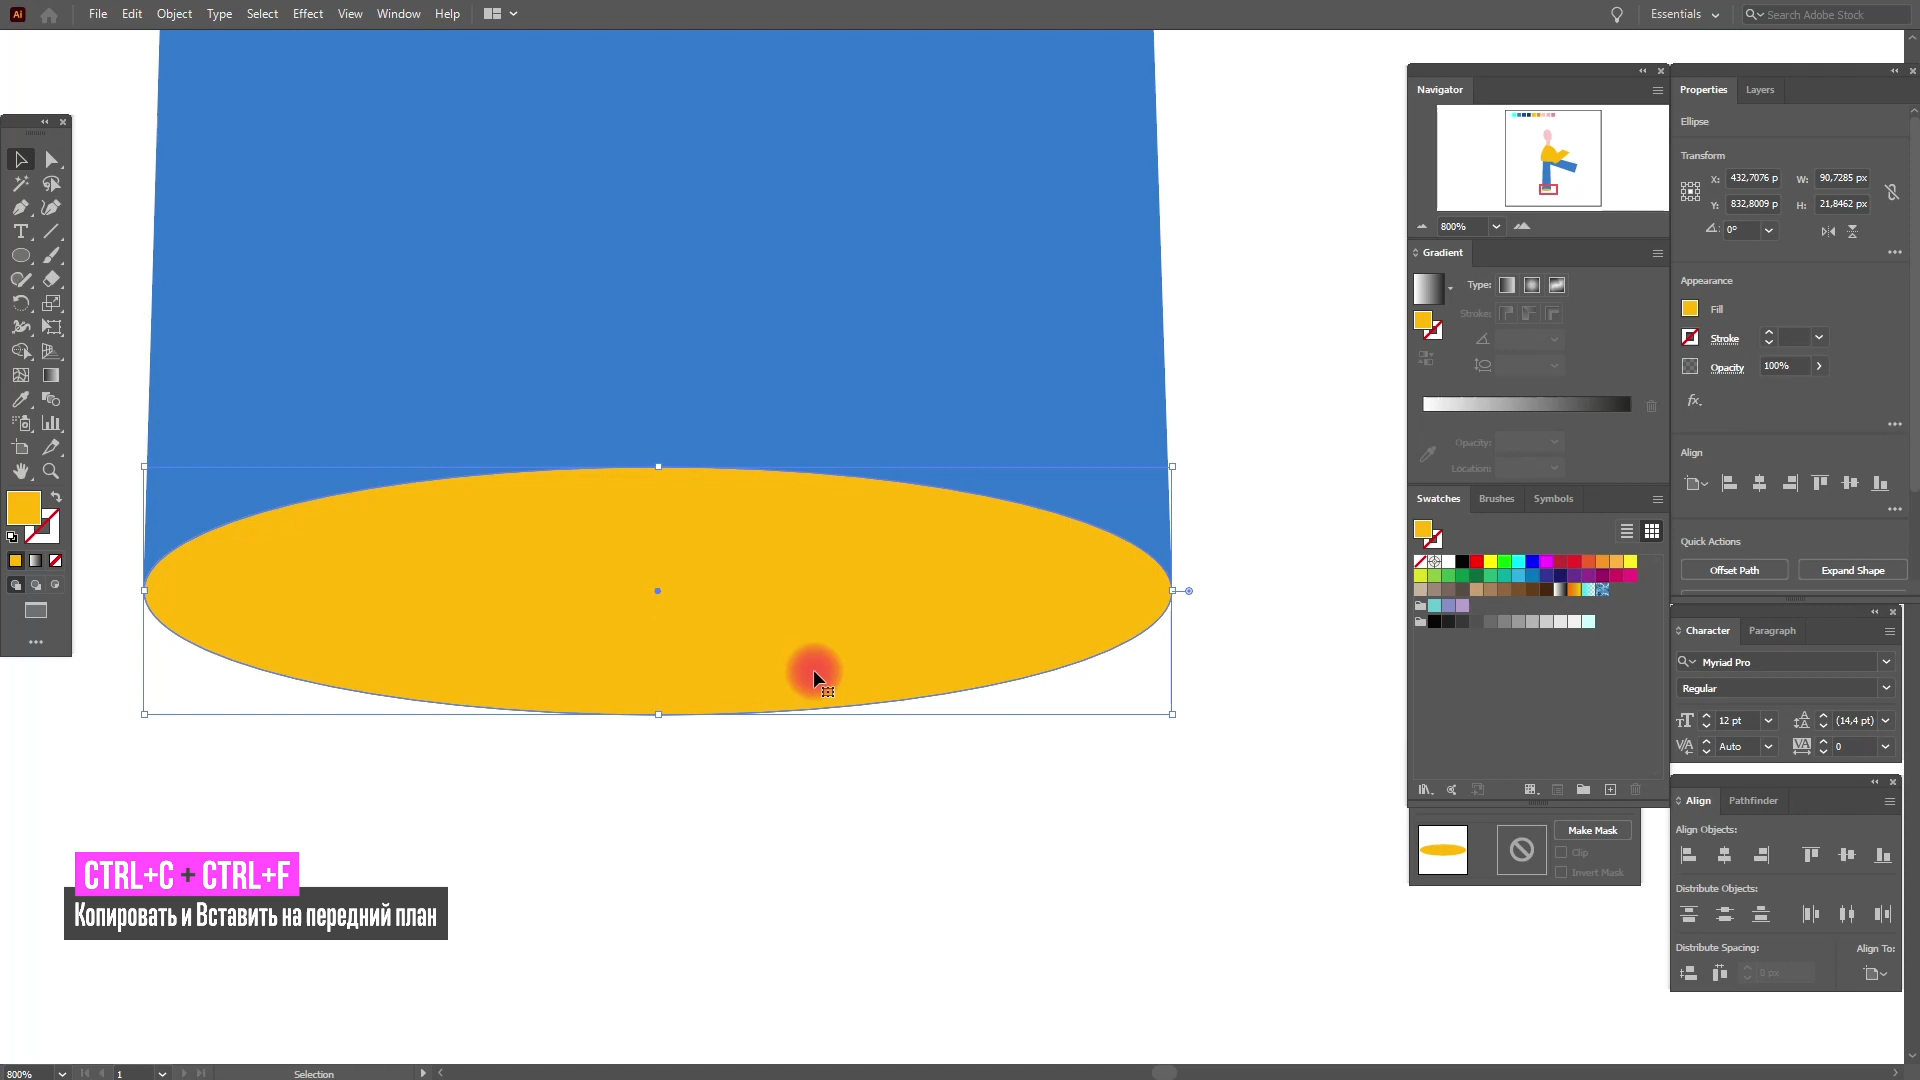 Ai File Edit Object Type Select Effect View Window Help Essentials Search Adobe Stock
Navigator
800%
Gradient
Type:
Stroke:
Opacity:
Location:
Swatches Brushes Symbols
Make Mask
Clip
Invert Mask
Properties Layers
Ellipse
Transform
X: 432,7076 p W: 90,7285 px
Y: 832,8009 p H: 21,8462 px
0°
Appearance
Fill
Stroke
Opacity 100%
fx.
Align
Quick Actions
Offset Path Expand Shape
Character Paragraph
Myriad Pro
Regular
12 pt (14,4 pt)
Auto 0
Align Pathfinder
Align Objects:
Distribute Objects:
Distribute Spacing: Align To:
0 px
CTRL+C + CTRL+F
Копировать и Вставить на передний план
800% 1 Selection